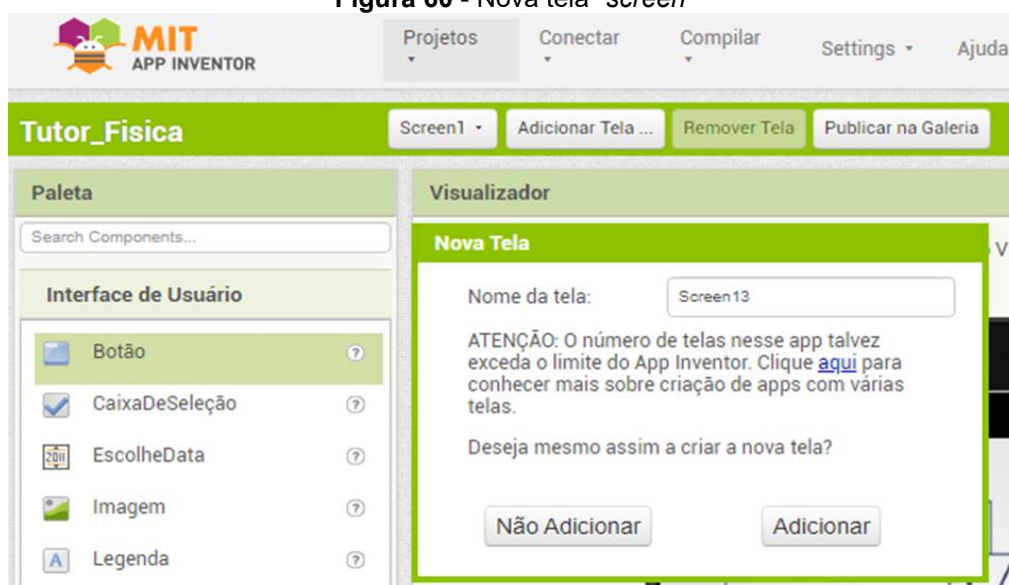 Figura 60 - Nova tela "screen"
MIT
APP INVENTOR
Projetos
Conectar
Compilar
Settings
Ajuda
Tutor_Fisica
Screen1
Adicionar Tela ...
Remover Tela
Publicar na Galeria
Paleta
Visualizador
Search Components...
Interface de Usuário
Botão
CaixaDeSeleção
EscolheData
Imagem
Legenda
Nova Tela
Nome da tela:
Screen13
ATENÇÃO: O número de telas nesse app talvez
exceda o limite do App Inventor. Clique aqui para
conhecer mais sobre criação de apps com várias
telas.
Deseja mesmo assim a criar a nova tela?
Não Adicionar
Adicionar